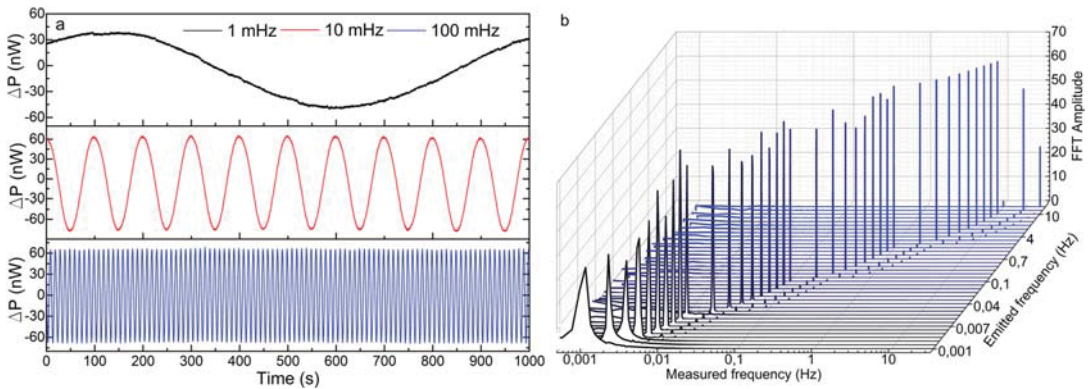 a
1 mHz 10 mHz 100 mHz
60
30
0
-30
-60
ΔP (nW)
60
30
0
-30
-60
ΔP (nW)
60
30
0
-30
-60
ΔP (nW)
0 100 200 300 400 500 600 700 800 900 1000
Time (s)
b
70
60
50
40
30
20
10
0
FFT Amplitude
10
4
0,7
0,1
0,04
0,007
0,001
Emitted frequency (Hz)
0,001 0,01 0,1 1 10
Measured frequency (Hz)